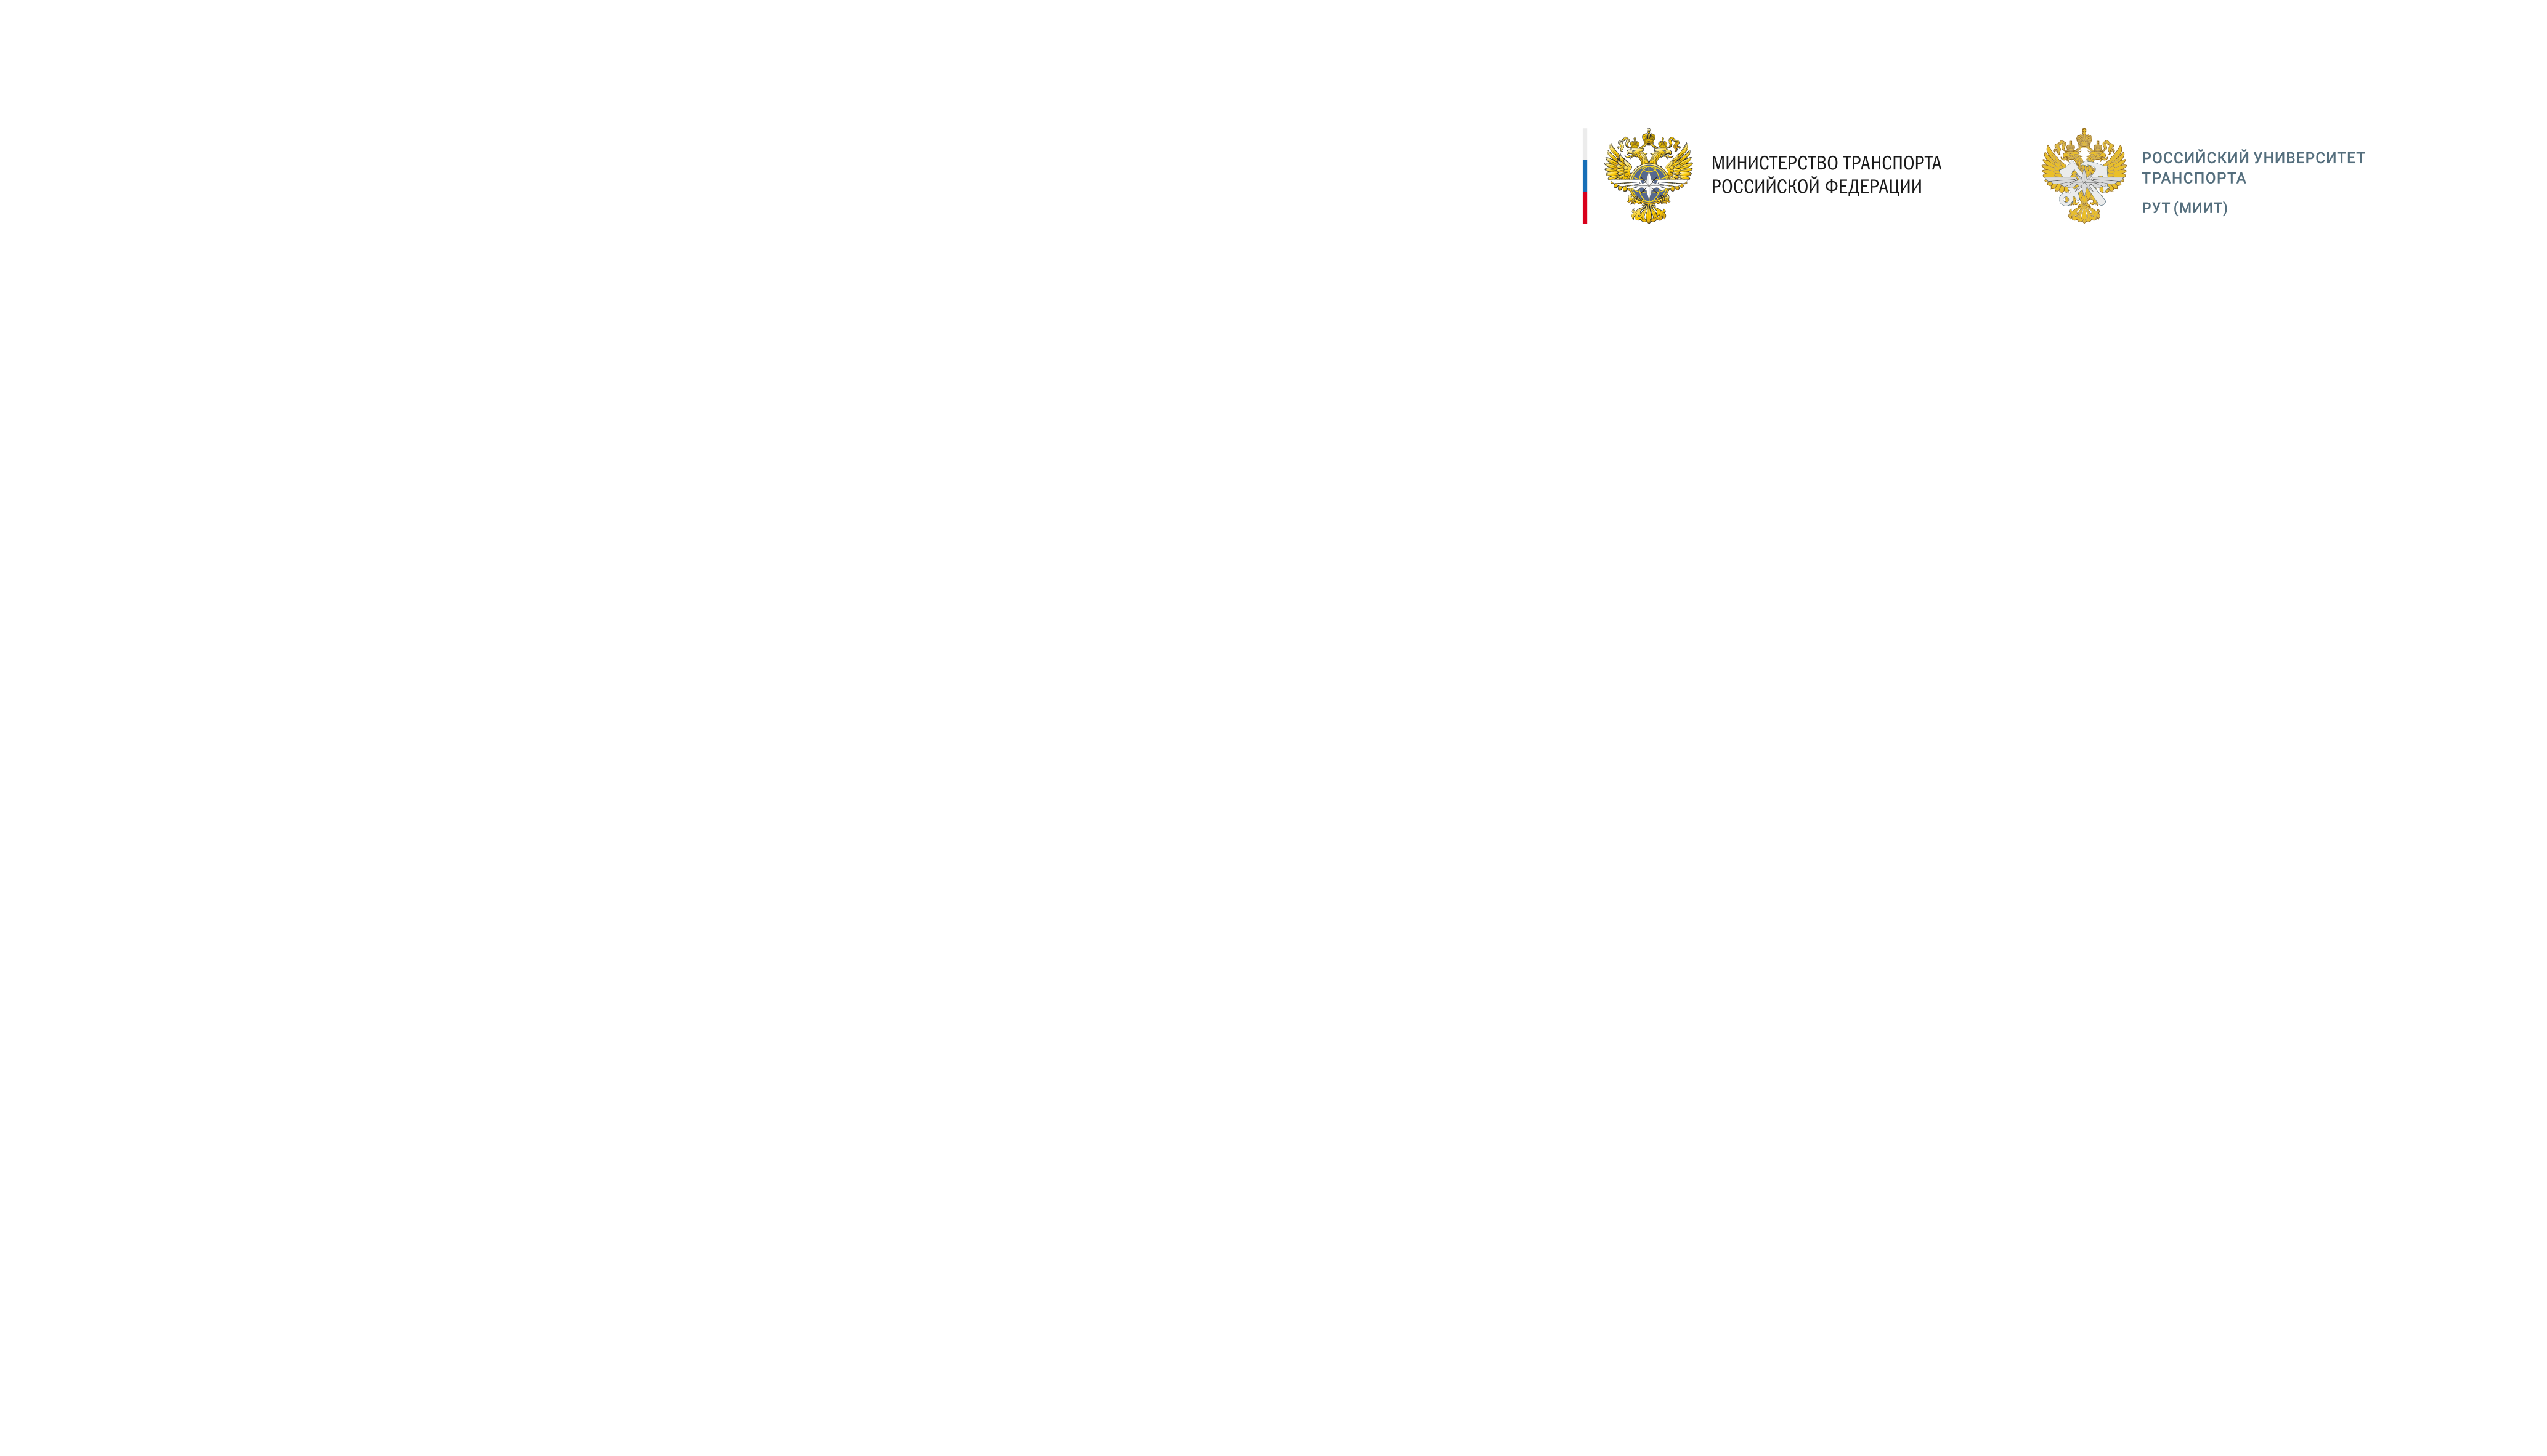 МИНИСТЕРСТВО ТРАНСПОРТА
РОССИЙСКОЙ ФЕДЕРАЦИИ
РОССИЙСКИЙ УНИВЕРСИТЕТ
ТРАНСПОРТА
РУТ (МИИТ)